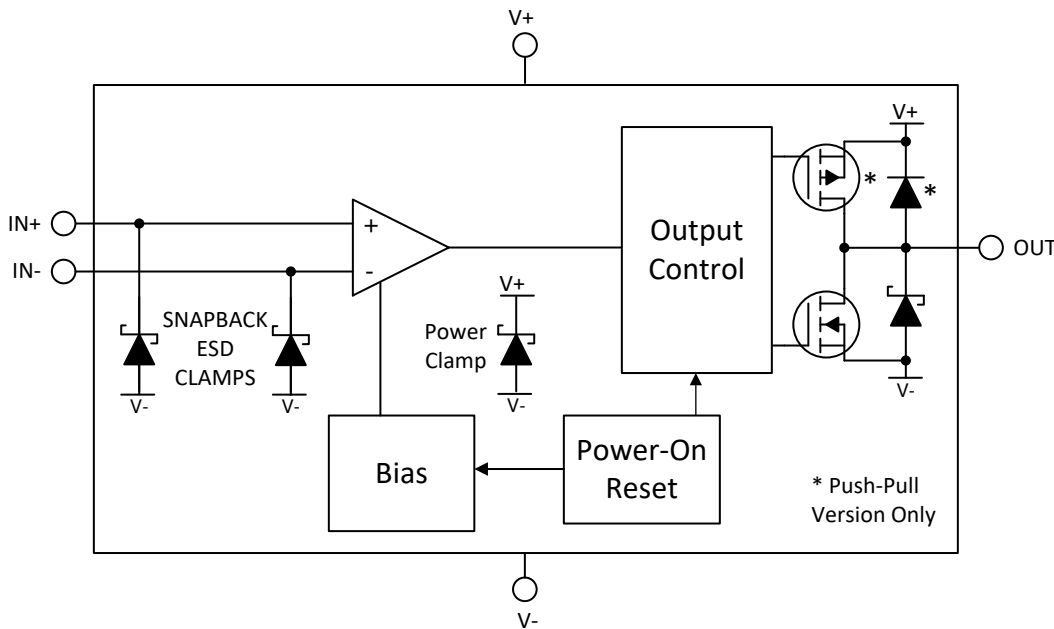 V+
V+
*
*
IN+
+
Output
Control
OUT
IN-
-
V+
SNAPBACK
ESD
CLAMPS
Power
Clamp
V-
V-
V-
V-
Bias
Power-On
Reset
* Push-Pull
Version Only
V-